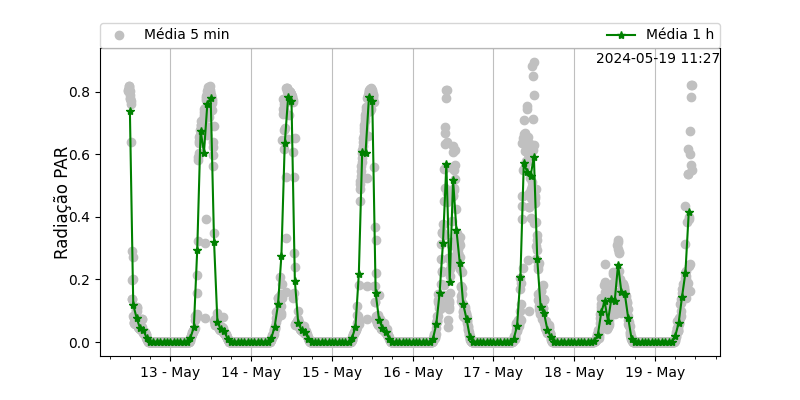 Média 5 min
Média 1 h
2024-05-19 11:27
Radiação PAR
0.8
0.6
0.4
0.2
0.0
13 - May
14 - May
15 - May
16 - May
17 - May
18 - May
19 - May